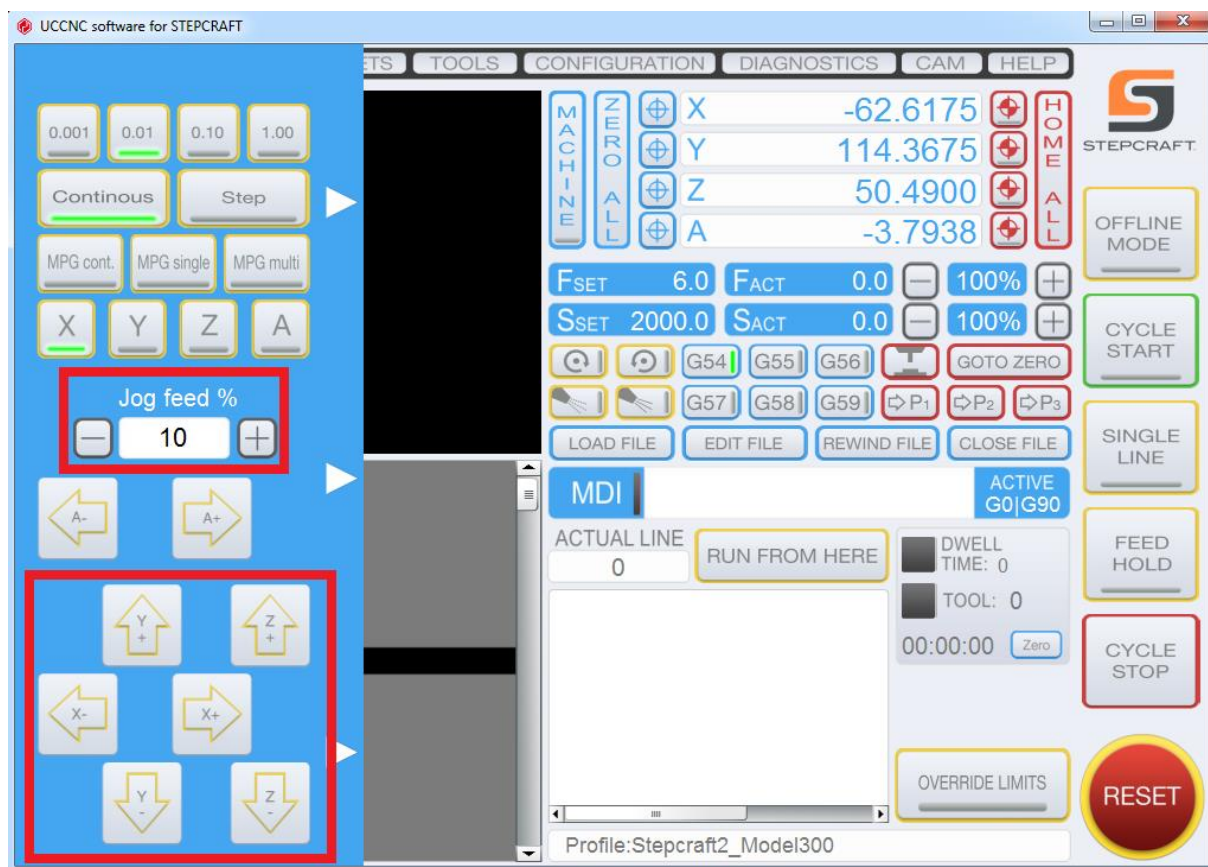 UCCNC software for STEPCRAFT
ETS TOOLS CONFIGURATION DIAGNOSTICS CAM HELP
0.001 0.01 0.10 1.00
Continous Step
MPG cont. MPG single MPG multi
X Y Z A
Jog feed %
10
A- A+
Y+ Z+
X- X+
Y- Z-
MACHINE
ZERO ALL
X -62.6175
Y 114.3675
Z 50.4900
A -3.7938
HOME ALL
FSET 6.0 FACT 0.0 100%
SSET 2000.0 SACT 0.0 100%
G54 G55 G56 GOTO ZERO
G57 G58 G59 P1 P2 P3
LOAD FILE EDIT FILE REWIND FILE CLOSE FILE
MDI ACTIVE
G0|G90
ACTUAL LINE
0
RUN FROM HERE
DWELL
TIME: 0
TOOL: 0
00:00:00 Zero
OVERRIDE LIMITS
Profile:Stepcraft2_Model300
STEPCRAFT
OFFLINE
MODE
CYCLE
START
SINGLE
LINE
FEED
HOLD
CYCLE
STOP
RESET